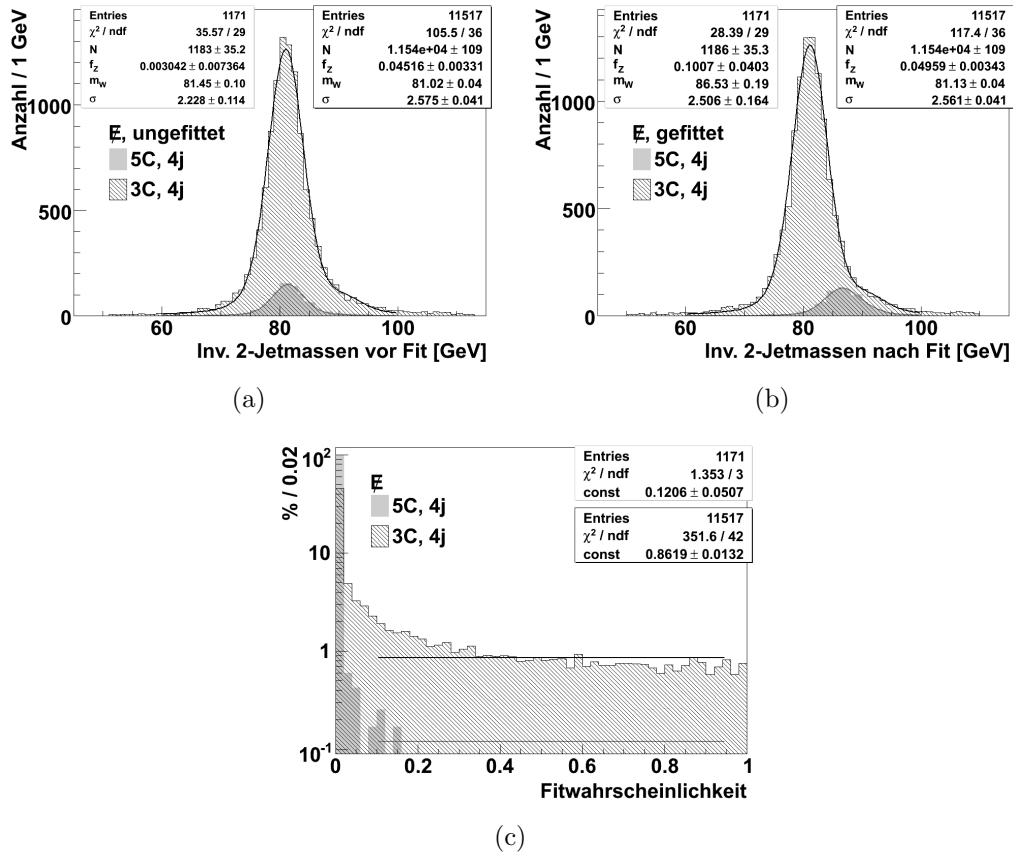 Entries 1171
χ² / ndf 35.57 / 29
N 1183 ± 35.2
f_Z 0.003042 ± 0.007364
m_W 81.45 ± 0.10
σ 2.228 ± 0.114
Entries 11517
χ² / ndf 105.5 / 36
N 1.154e+04 ± 109
f_Z 0.04516 ± 0.00331
m_W 81.02 ± 0.04
σ 2.575 ± 0.041
Anzahl / 1 GeV
1000
500
0
E̸, ungefittet
5C, 4j
3C, 4j
60 80 100
Inv. 2-Jetmassen vor Fit [GeV]
(a)
Entries 1171
χ² / ndf 28.39 / 29
N 1186 ± 35.3
f_Z 0.1007 ± 0.0403
m_W 86.53 ± 0.19
σ 2.506 ± 0.164
Entries 11517
χ² / ndf 117.4 / 36
N 1.154e+04 ± 109
f_Z 0.04959 ± 0.00343
m_W 81.13 ± 0.04
σ 2.561 ± 0.041
Anzahl / 1 GeV
1000
500
0
E̸, gefittet
5C, 4j
3C, 4j
60 80 100
Inv. 2-Jetmassen nach Fit [GeV]
(b)
Entries 1171
χ² / ndf 1.353 / 3
const 0.1206 ± 0.0507
Entries 11517
χ² / ndf 351.6 / 42
const 0.8619 ± 0.0132
% / 0.02
10²
10
1
10⁻¹
E̸
5C, 4j
3C, 4j
0 0.2 0.4 0.6 0.8 1
Fitwahrscheinlichkeit
(c)